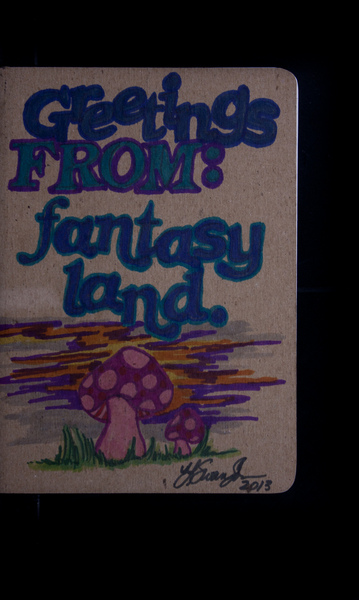 Greetings
FROM:
fantasy
land.
2013